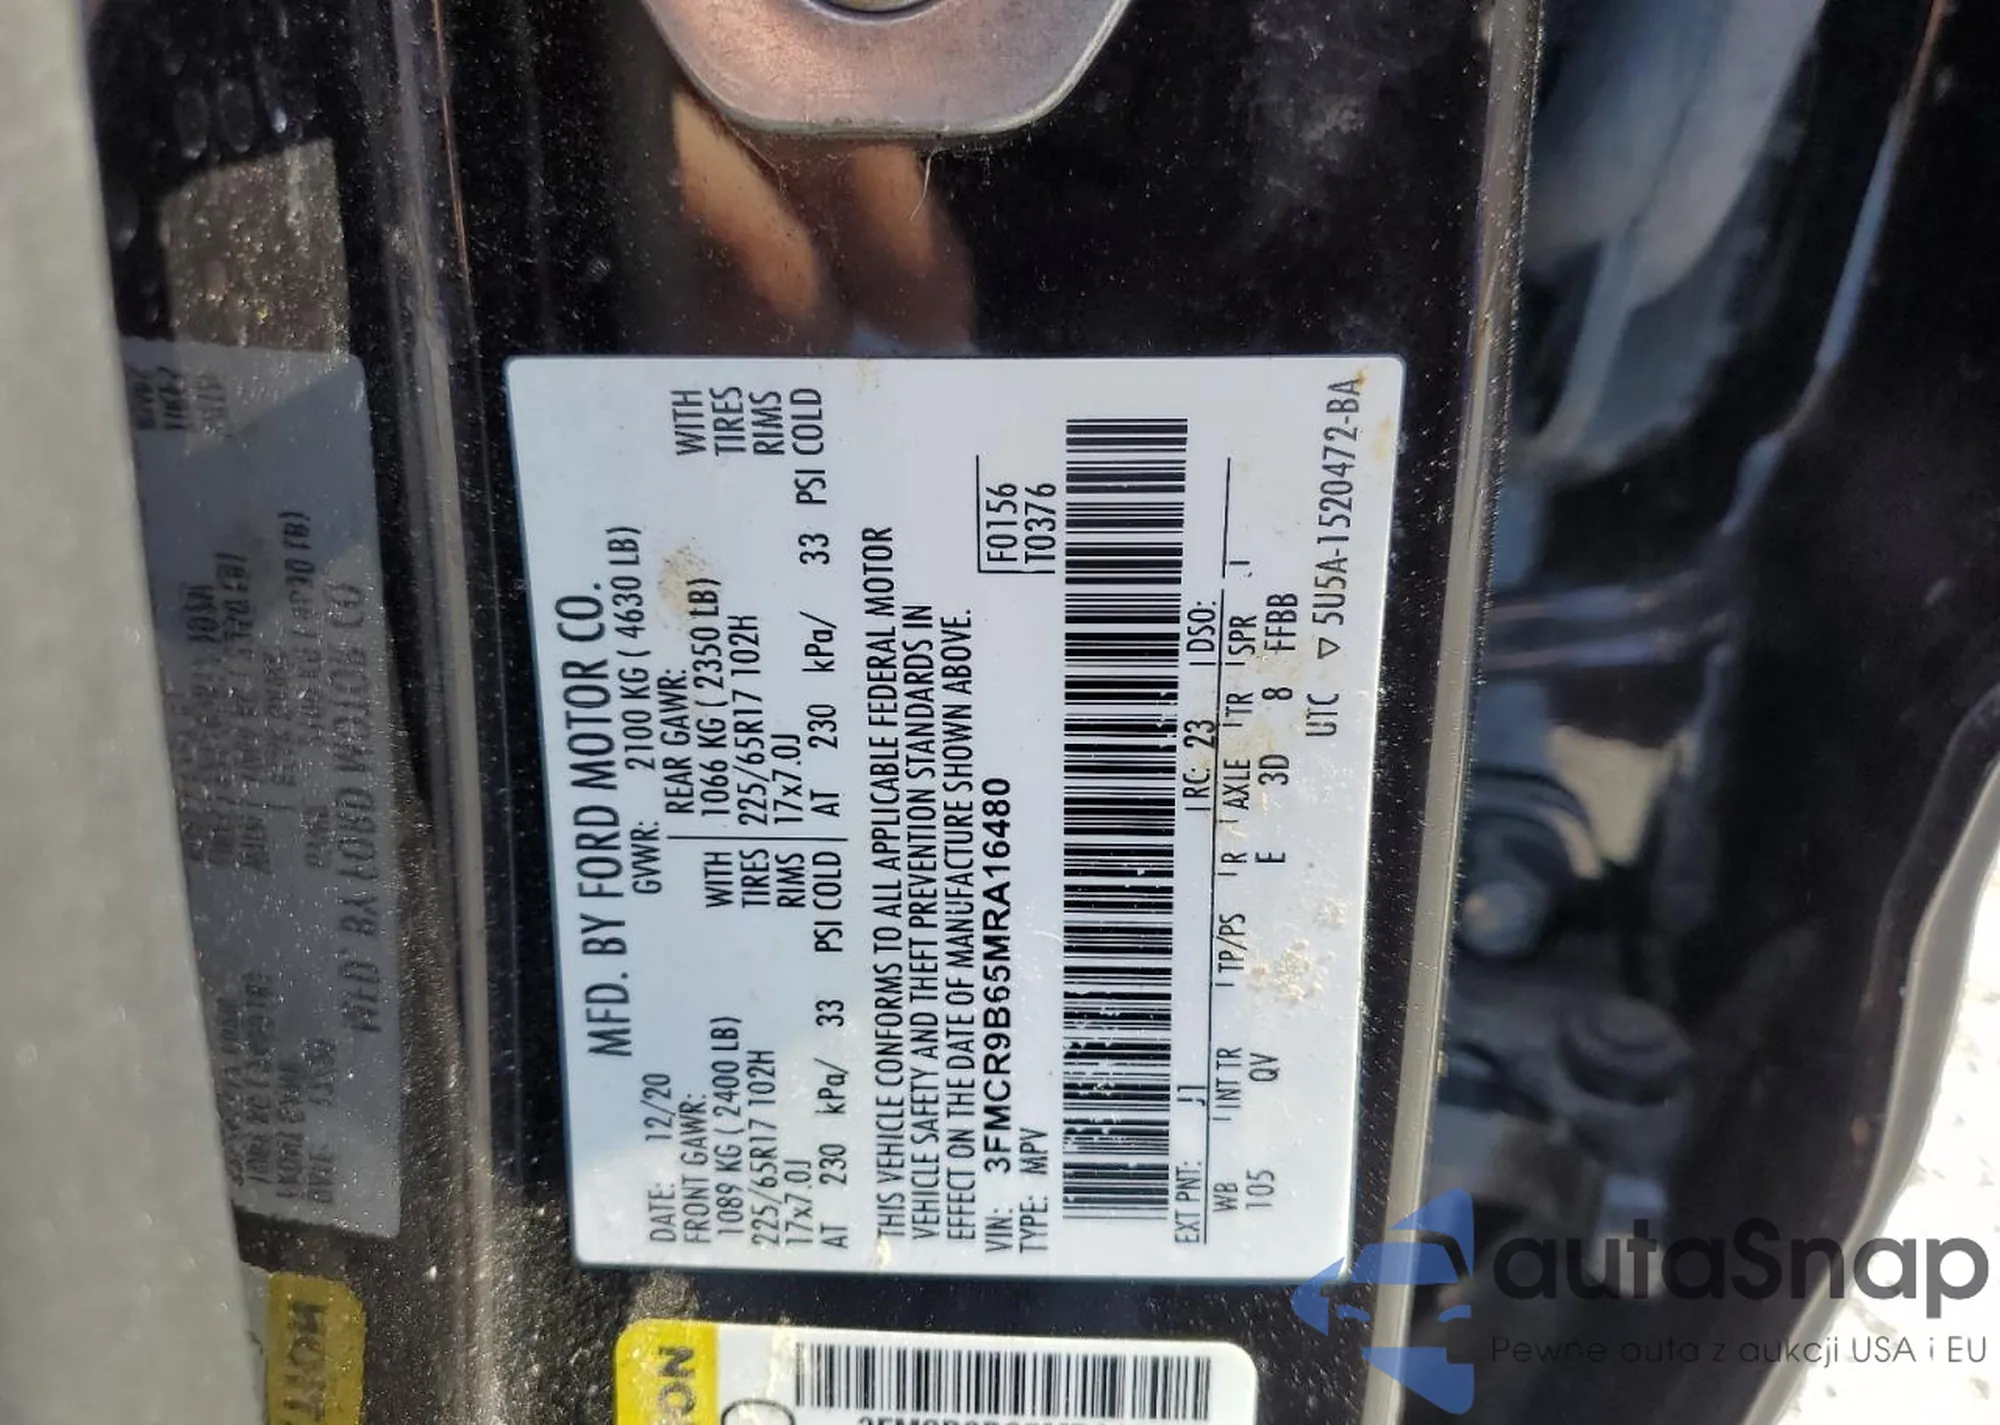 MFD. BY FORD MOTOR CO.
DATE: 12/20 GVWR: 2100 KG ( 4630 LB)
FRONT GAWR: REAR GAWR:
1089 KG ( 2400 LB) WITH 1066 KG ( 2350 LB) WITH
225/65R17 102H TIRES 225/65R17 102H TIRES
17x7.0J RIMS 17x7.0J RIMS
AT 230 kPa/ 33 PSI COLD AT 230 kPa/ 33 PSI COLD
THIS VEHICLE CONFORMS TO ALL APPLICABLE FEDERAL MOTOR
VEHICLE SAFETY AND THEFT PREVENTION STANDARDS IN
EFFECT ON THE DATE OF MANUFACTURE SHOWN ABOVE.
VIN: 3FMCR9B65MRA16480 F0156
TYPE: MPV T0376
EXT PNT: J1 RC: 23 DSO:
WB INT TR TP/PS R AXLE TR SPR
105 QV E 3D 8 FFBB
UTC ▽ 5U5A-1520472-BA
autaSnap
Pewne auta z aukcji USA i EU